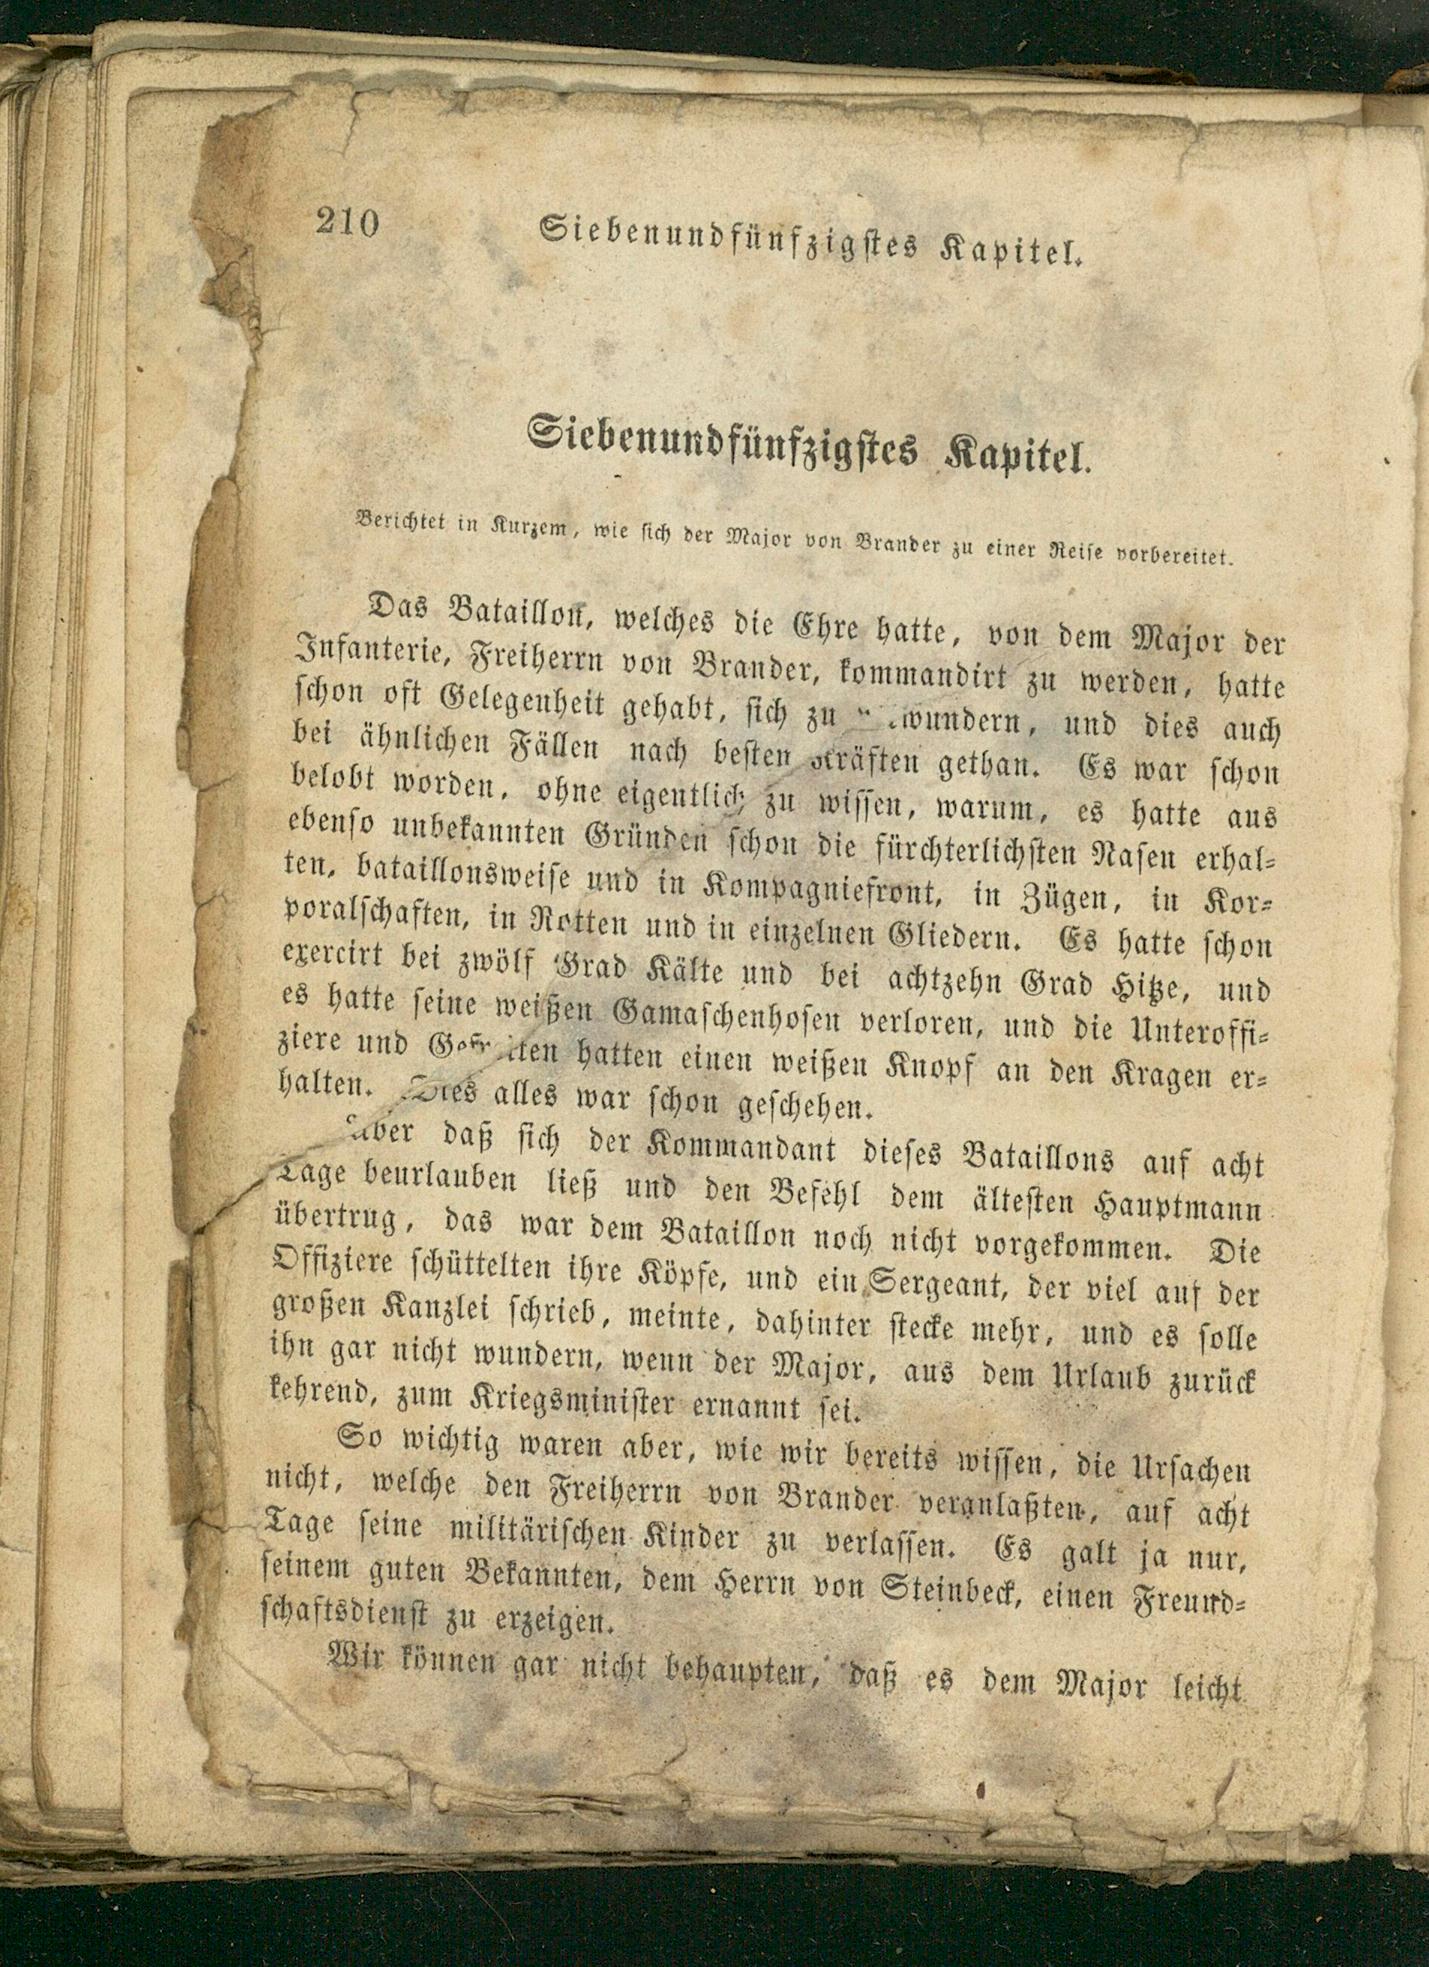 210 Siebenundfünfzigstes Kapitel.
Siebenundfünfzigstes Kapitel.
Berichtet in Kurzem, wie sich der Major von Brander zu einer Reise vorbereitet.
Das Bataillon, welches die Ehre hatte, von dem Major der
Infanterie, Freiherrn von Brander, kommandirt zu werden, hatte
schon oft Gelegenheit gehabt, sich zu und dies auch
bei ähnlichen Fällen nach besten Kräften gethan. Es war schon
belobt worden, ohne eigentlich zu wissen, warum, es hatte aus
ebenso unbekannten Gründen schon die fürchterlichsten Nasen erhal-
ten, bataillonsweise und in Kompagniefront, in Zügen, in Kor-
poralschaften, in Rotten und in einzelnen Gliedern. Es hatte schon
exercirt bei zwölf Grad Kälte und bei achtzehn Grad Hitze, und
es hatte seine weißen Gamaschenhosen verloren, und die Unteroffi-
ziere und Gefreiten hatten einen weißen Knopf an den Kragen er-
halten. Dies alles war schon geschehen.
Aber daß sich der Kommandant dieses Bataillons auf acht
Tage beurlauben ließ und den Befehl dem ältesten Hauptmann
übertrug, das war dem Bataillon noch nicht vorgekommen. Die
Offiziere schüttelten ihre Köpfe, und ein Sergeant, der viel auf der
großen Kanzlei schrieb, meinte, dahinter stecke mehr, und es solle
ihn gar nicht wundern, wenn der Major, aus dem Urlaub zurück
kehrend, zum Kriegsminister ernannt sei.
So wichtig waren aber, wie wir bereits wissen, die Ursachen
nicht, welche den Freiherrn von Brander veranlaßten, auf acht
Tage seine militärischen Kinder zu verlassen. Es galt ja nur,
seinem guten Bekannten, dem Herrn von Steinbeck, einen Freund-
schaftsdienst zu erzeigen.
Wir können gar nicht behaupten, daß es dem Major leicht